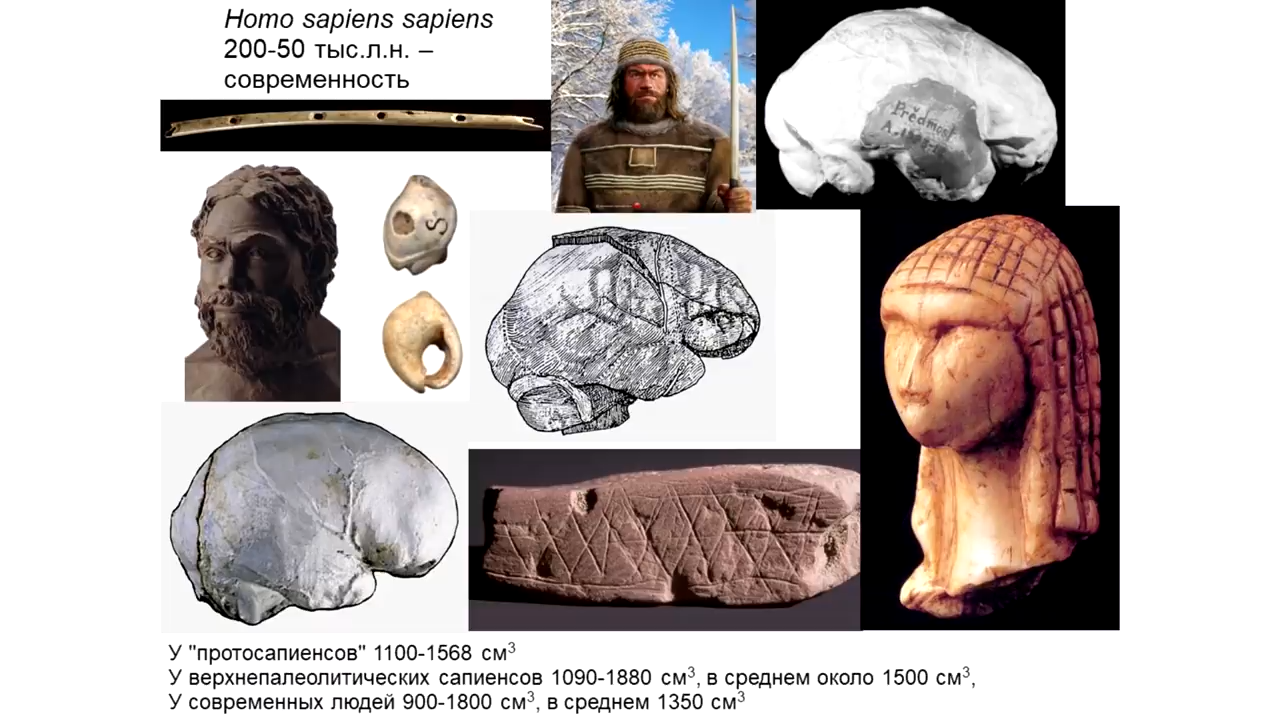 Homo sapiens sapiens
200-50 тыс.л.н. –
современность
Předmost
S
У "протосапиенсов" 1100-1568 см³
У верхнепалеолитических сапиенсов 1090-1880 см³, в среднем около 1500 см³,
У современных людей 900-1800 см³, в среднем 1350 см³